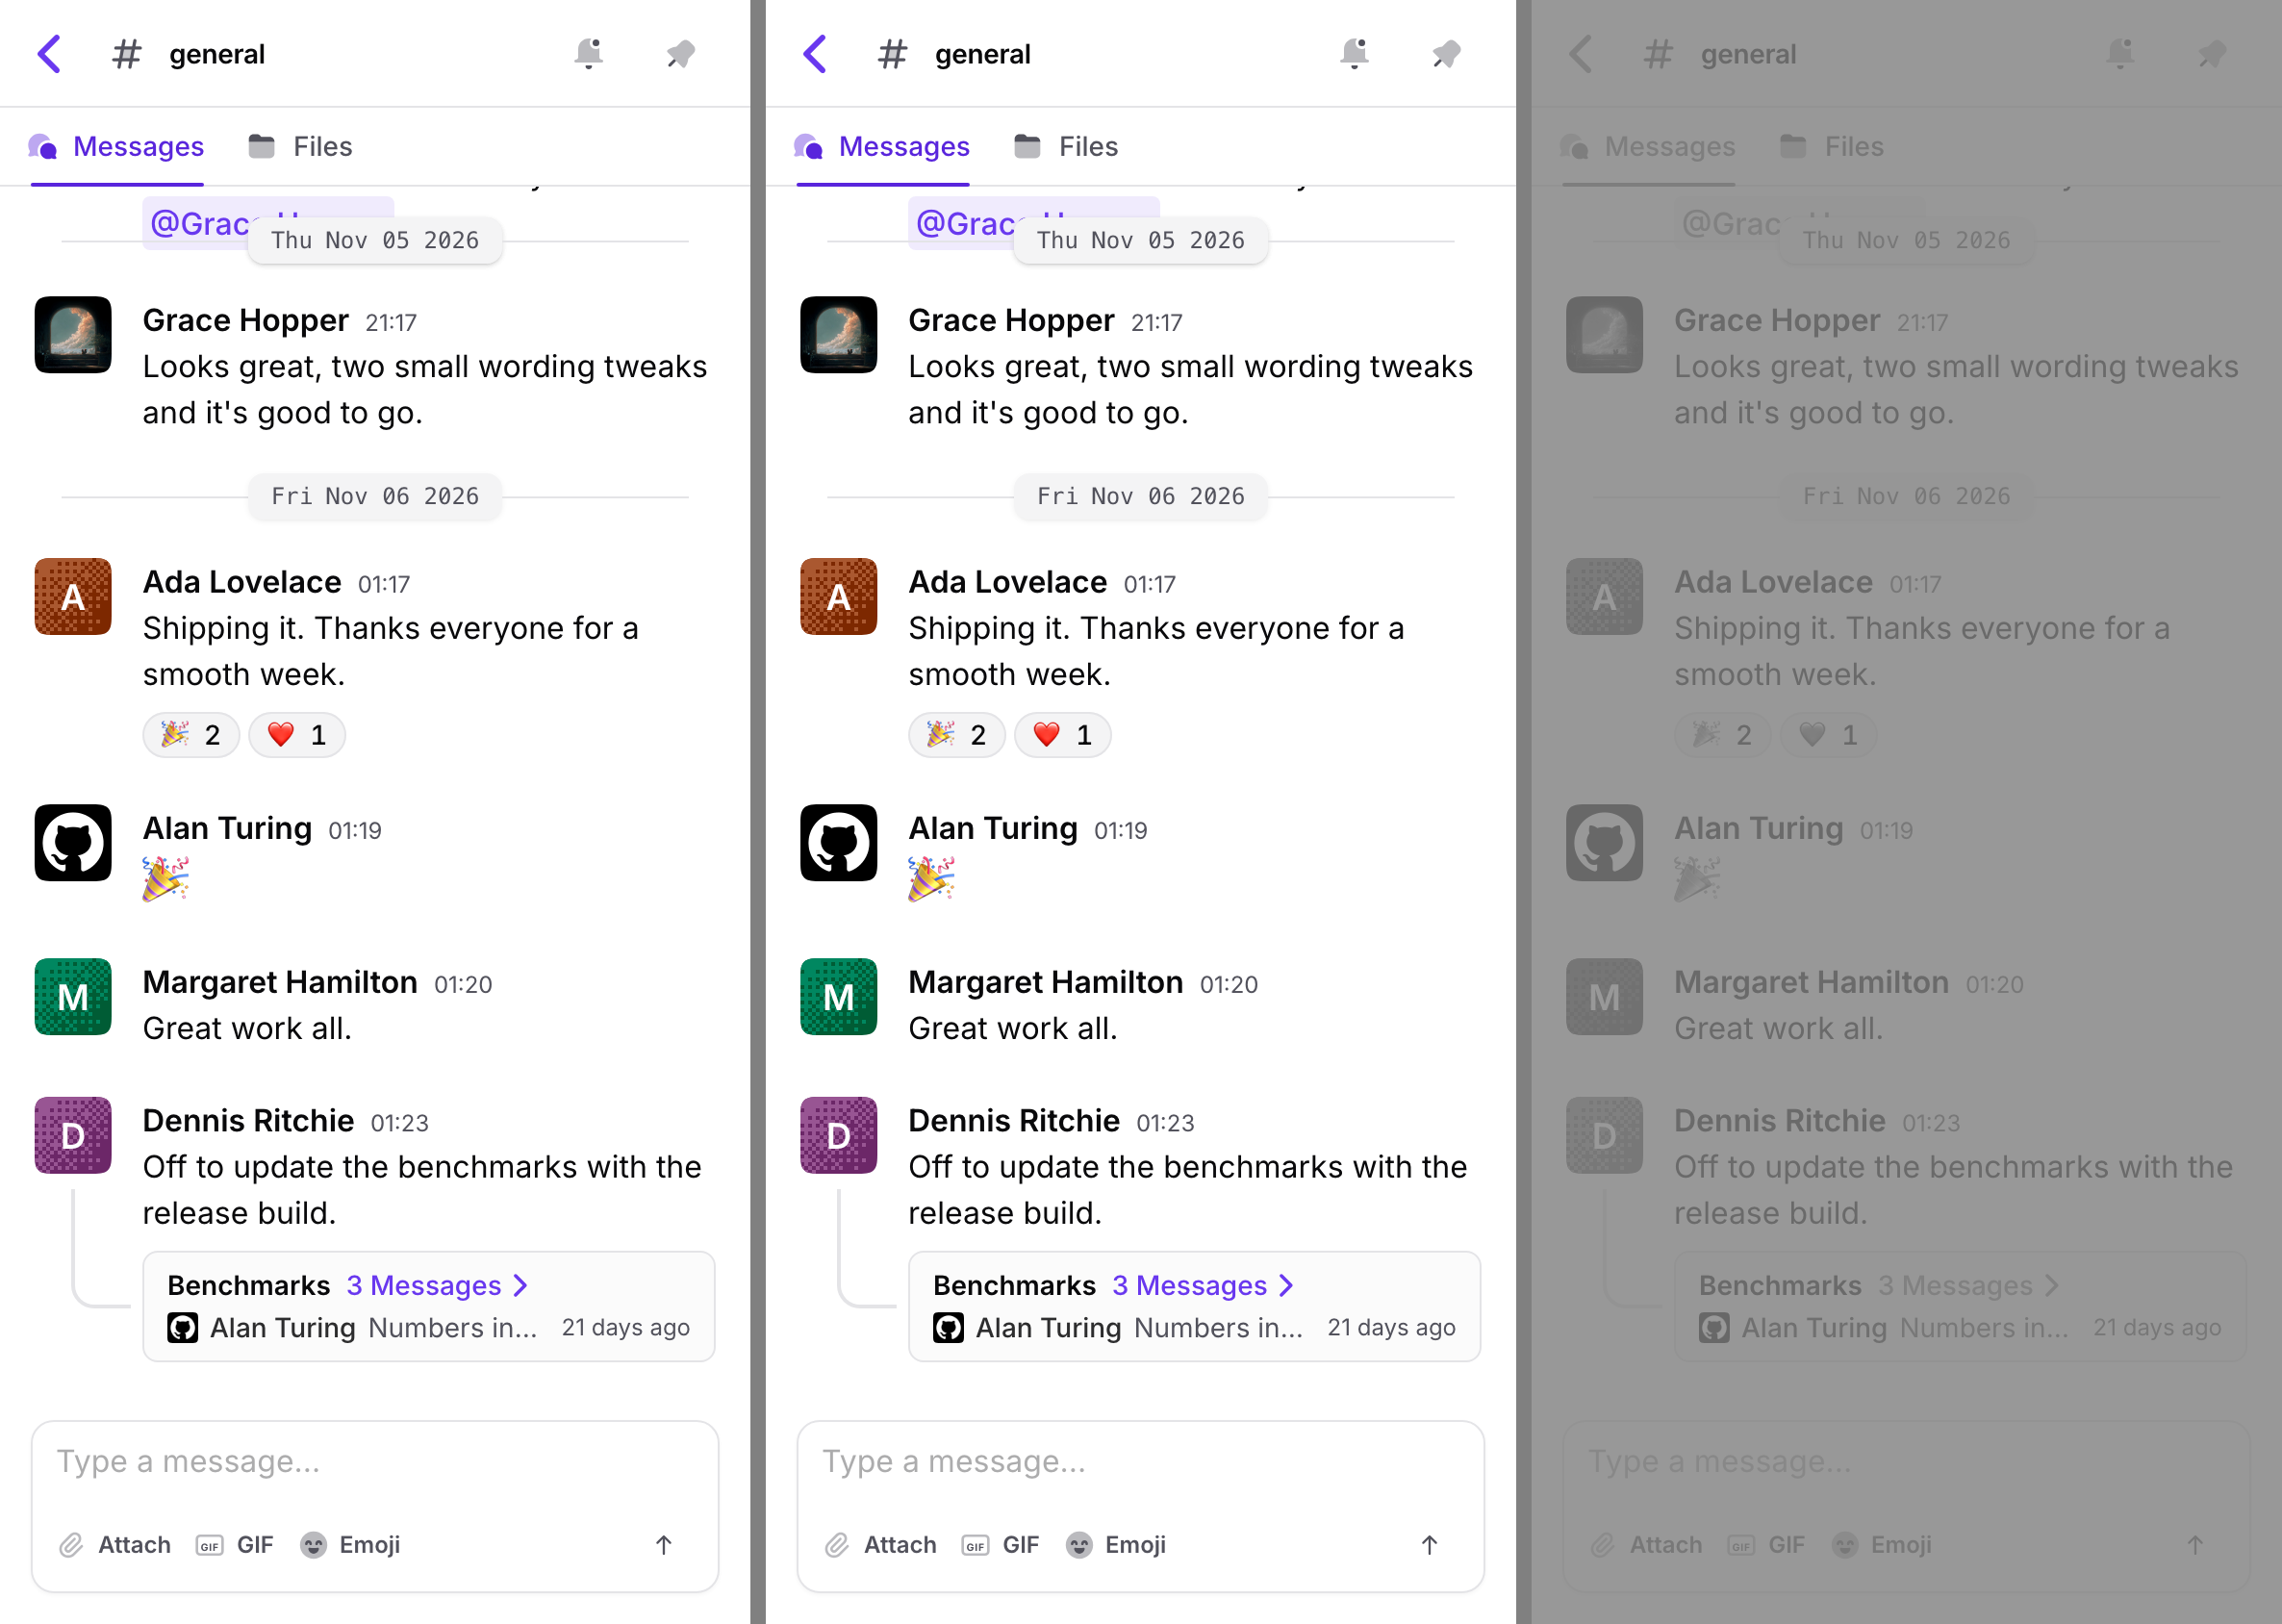 general
Messages Files
@Grac
Thu Nov 05 2026
Grace Hopper 21:17
Looks great, two small wording tweaks
and it's good to go.
Fri Nov 06 2026
A
Ada Lovelace 01:17
Shipping it. Thanks everyone for a
smooth week.
2 1
Alan Turing 01:19
M
Margaret Hamilton 01:20
Great work all.
D
Dennis Ritchie 01:23
Off to update the benchmarks with the
release build.
Benchmarks 3 Messages
Alan Turing Numbers in... 21 days ago
Type a message...
Attach GIF GIF Emoji
general
Messages Files
@Grac
Thu Nov 05 2026
Grace Hopper 21:17
Looks great, two small wording tweaks
and it's good to go.
Fri Nov 06 2026
A
Ada Lovelace 01:17
Shipping it. Thanks everyone for a
smooth week.
2 1
Alan Turing 01:19
M
Margaret Hamilton 01:20
Great work all.
D
Dennis Ritchie 01:23
Off to update the benchmarks with the
release build.
Benchmarks 3 Messages
Alan Turing Numbers in... 21 days ago
Type a message...
Attach GIF GIF Emoji
general
Messages Files
@Grac
Thu Nov 05 2026
Grace Hopper 21:17
Looks great, two small wording tweaks
and it's good to go.
Fri Nov 06 2026
A
Ada Lovelace 01:17
Shipping it. Thanks everyone for a
smooth week.
2 1
Alan Turing 01:19
M
Margaret Hamilton 01:20
Great work all.
D
Dennis Ritchie 01:23
Off to update the benchmarks with the
release build.
Benchmarks 3 Messages
Alan Turing Numbers in... 21 days ago
Type a message...
Attach GIF GIF Emoji